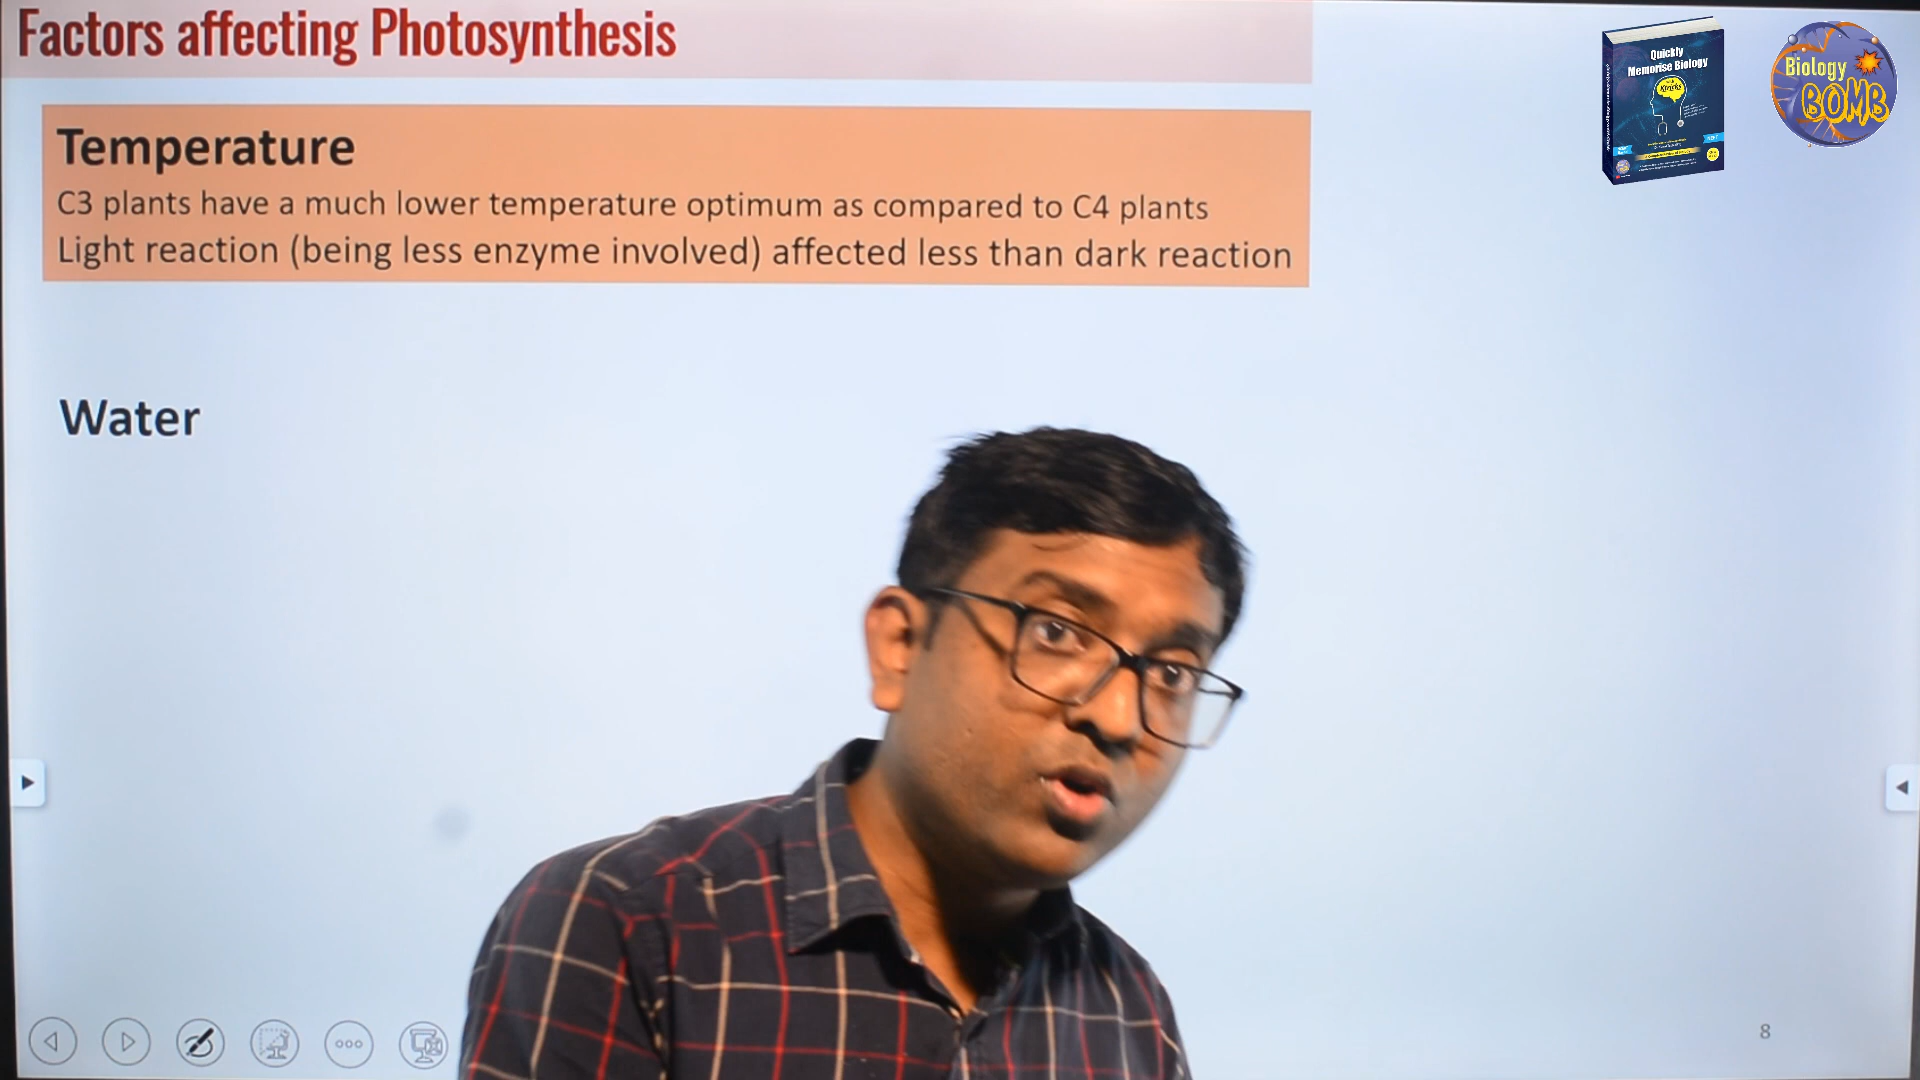 Factors affecting Photosynthesis
Quickly
Memorise Biology
Biology
BOMB
Temperature
C3 plants have a much lower temperature optimum as compared to C4 plants
Light reaction (being less enzyme involved) affected less than dark reaction
Water
8